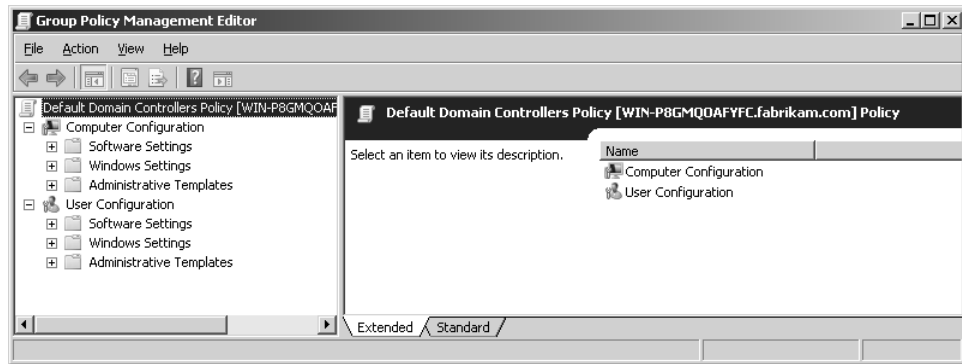 Group Policy Management Editor
File Action View Help
Default Domain Controllers Policy [WIN-P8GMQOAF
Computer Configuration
Software Settings
Windows Settings
Administrative Templates
User Configuration
Software Settings
Windows Settings
Administrative Templates
Default Domain Controllers Policy [WIN-P8GMQOAFYFC.fabrikam.com] Policy
Select an item to view its description.
Name
Computer Configuration
User Configuration
Extended Standard